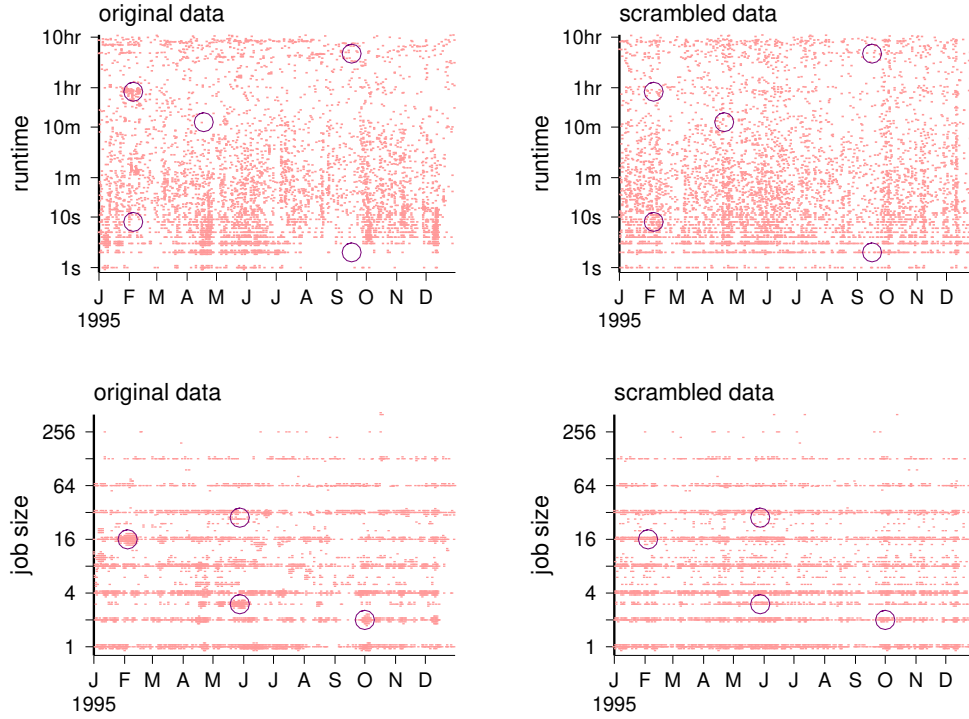 original data
10hr
1hr
10m
1m
10s
1s
runtime
J F M A M J J A S O N D
1995
scrambled data
10hr
1hr
10m
1m
10s
1s
runtime
J F M A M J J A S O N D
1995
original data
256
64
16
4
1
job size
J F M A M J J A S O N D
1995
scrambled data
256
64
16
4
1
job size
J F M A M J J A S O N D
1995